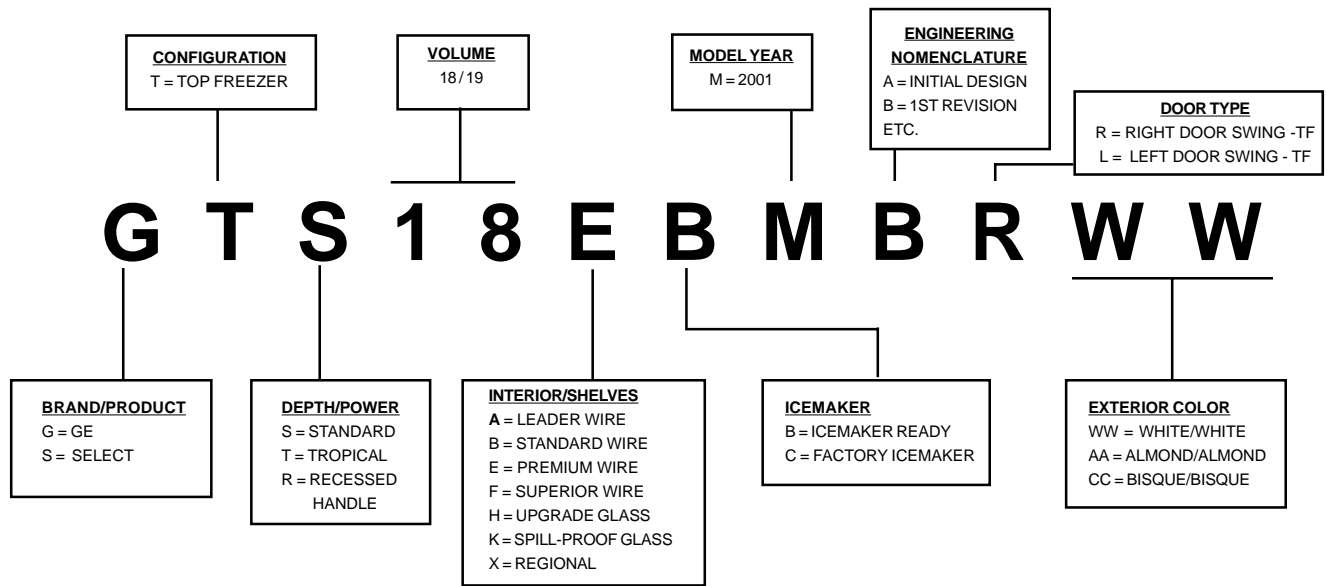 CONFIGURATION
T = TOP FREEZER
VOLUME
18/19
MODEL YEAR
M = 2001
ENGINEERING
NOMENCLATURE
A = INITIAL DESIGN
B = 1ST REVISION
ETC.
DOOR TYPE
R = RIGHT DOOR SWING -TF
L = LEFT DOOR SWING - TF
G T S 1 8 E B M B R W W
BRAND/PRODUCT
G = GE
S = SELECT
DEPTH/POWER
S = STANDARD
T = TROPICAL
R = RECESSED
HANDLE
INTERIOR/SHELVES
A = LEADER WIRE
B = STANDARD WIRE
E = PREMIUM WIRE
F = SUPERIOR WIRE
H = UPGRADE GLASS
K = SPILL-PROOF GLASS
X = REGIONAL
ICEMAKER
B = ICEMAKER READY
C = FACTORY ICEMAKER
EXTERIOR COLOR
WW = WHITE/WHITE
AA = ALMOND/ALMOND
CC = BISQUE/BISQUE